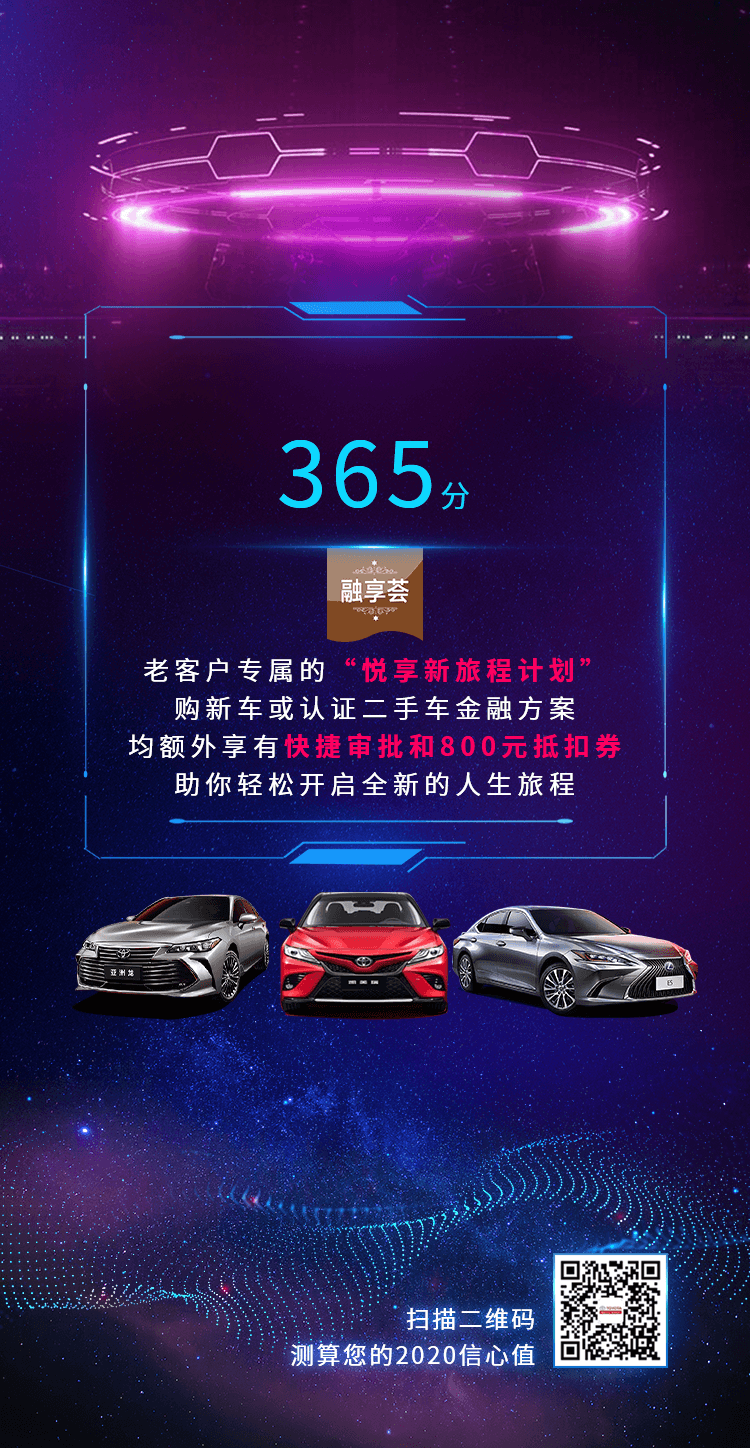 365分
融享荟
老客户专属的“悦享新旅程计划”
购新车或认证二手车金融方案
均额外享有快捷审批和800元抵扣券
助你轻松开启全新的人生旅程
亚洲龙
ES
扫描二维码
测算您的2020信心值